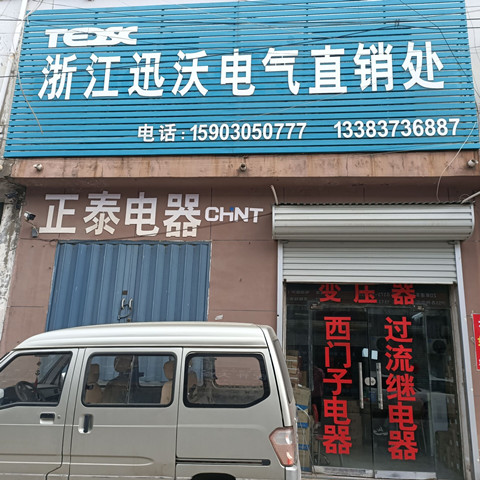 浙江迅沃电气直销处
电话：15903050777 13383736887
正泰电器 CHNT
变压器
西门子电器
过流继电器